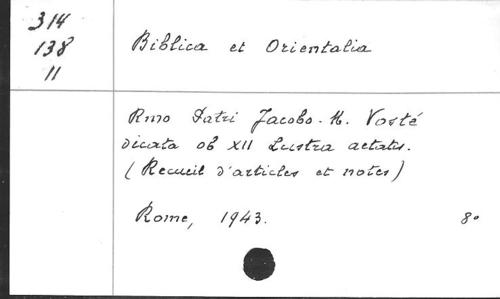 314
138
11
Biblica et Orientalia
Rmo Patri Jacobo-M. Vosté
dicata ob XII Lustra aetatis.
(Recueil d'articles et notes)
Rome, 1943. 8°